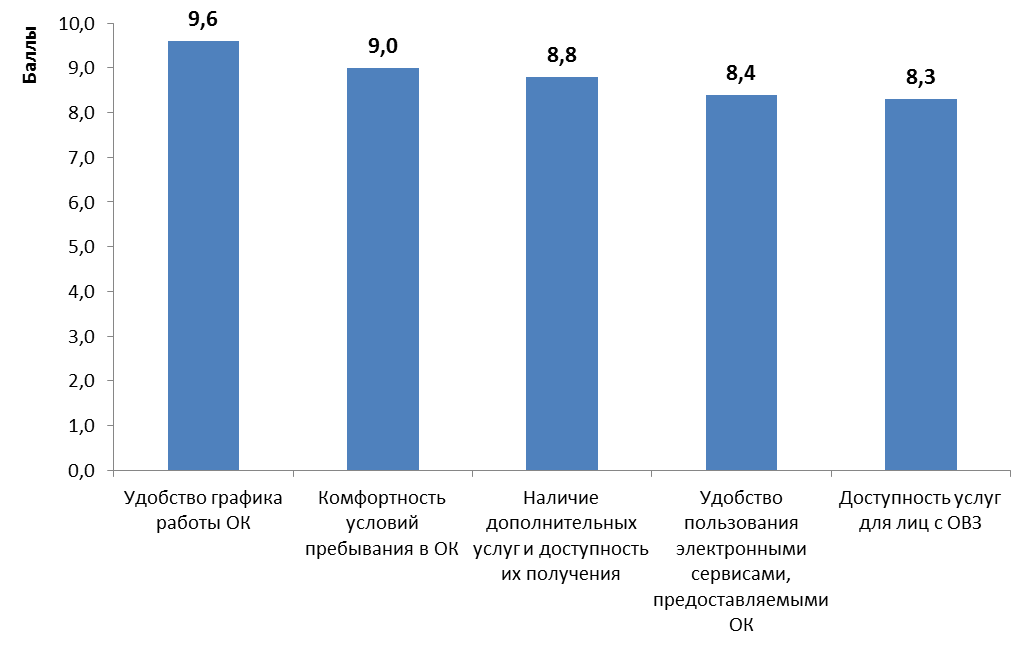 Баллы
10,0
9,0
8,0
7,0
6,0
5,0
4,0
3,0
2,0
1,0
0,0
9,6
9,0
8,8
8,4
8,3
Удобство графика
работы ОК
Комфортность
условий
пребывания в ОК
Наличие
дополнительных
услуг и доступность
их получения
Удобство
пользования
электронными
сервисами,
предоставляемыми
ОК
Доступность услуг
для лиц с ОВЗ